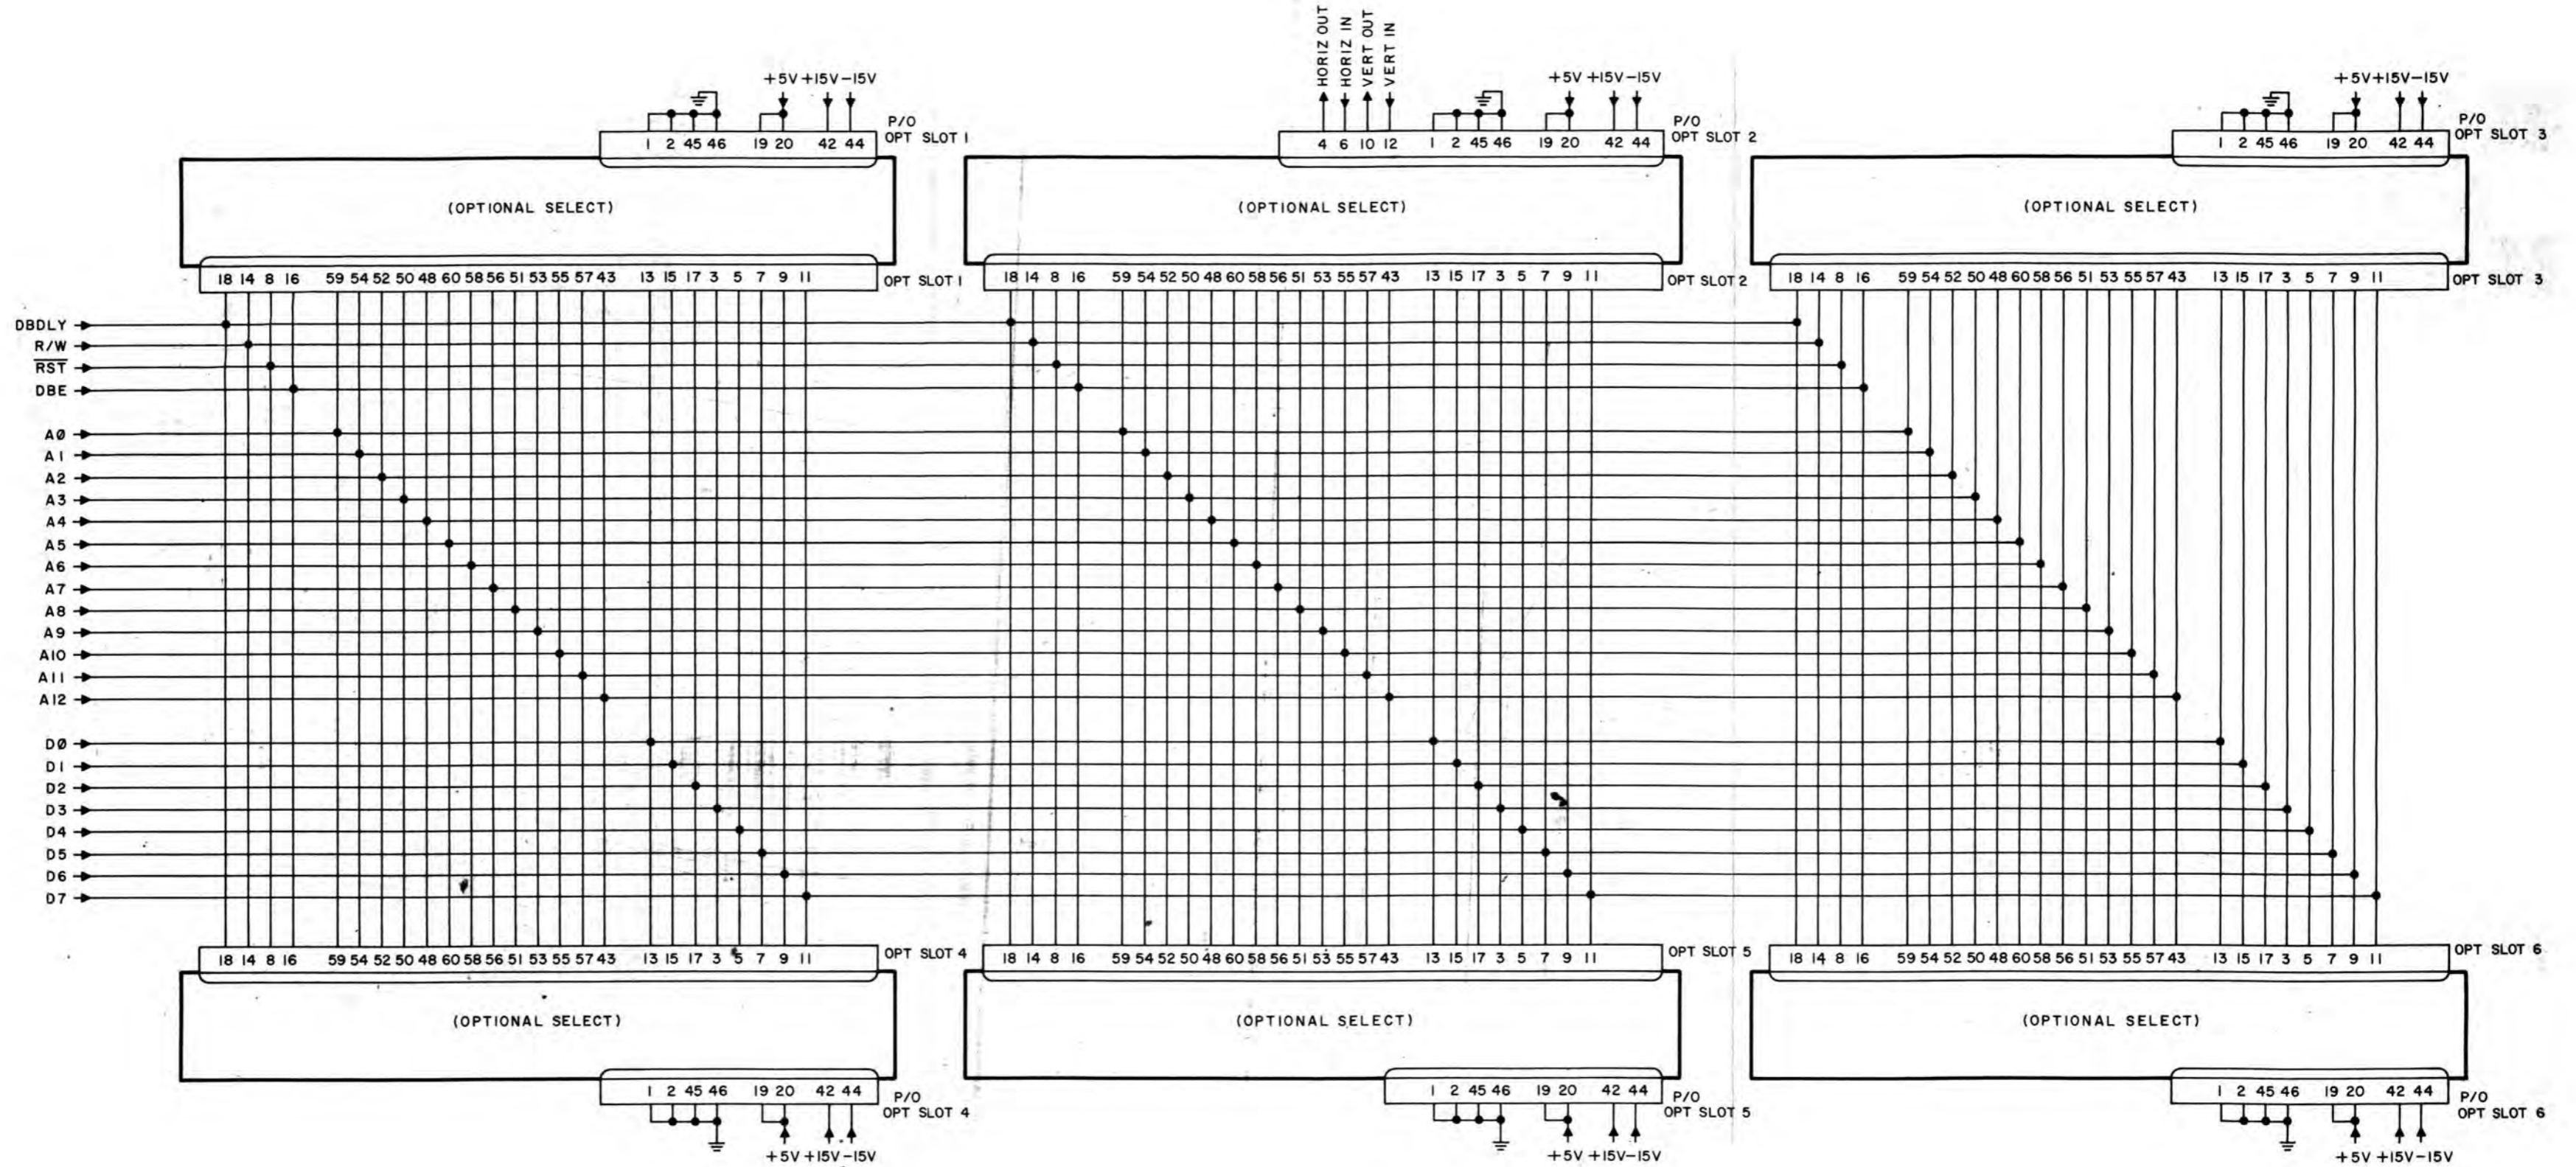 HORIZ OUT
HORIZ IN
VERT OUT
VERT IN
+5V +15V -15V
+5V +15V -15V
+5V +15V -15V
P/O
OPT SLOT 1
P/O
OPT SLOT 2
P/O
OPT SLOT 3
1 2 45 46 19 20 42 44
4 6 10 12 1 2 45 46 19 20 42 44
1 2 45 46 19 20 42 44
(OPTIONAL SELECT)
(OPTIONAL SELECT)
(OPTIONAL SELECT)
18 14 8 16 59 54 52 50 48 60 58 56 51 53 55 57 43 13 15 17 3 5 7 9 11
OPT SLOT 1
18 14 8 16 59 54 52 50 48 60 58 56 51 53 55 57 43 13 15 17 3 5 7 9 11
OPT SLOT 2
18 14 8 16 59 54 52 50 48 60 58 56 51 53 55 57 43 13 15 17 3 5 7 9 11
OPT SLOT 3
DBDLY
R/W
RST
DBE
AØ
A1
A2
A3
A4
A5
A6
A7
A8
A9
A10
A11
A12
DØ
D1
D2
D3
D4
D5
D6
D7
18 14 8 16 59 54 52 50 48 60 58 56 51 53 55 57 43 13 15 17 3 5 7 9 11
OPT SLOT 4
18 14 8 16 59 54 52 50 48 60 58 56 51 53 55 57 43 13 15 17 3 5 7 9 11
OPT SLOT 5
18 14 8 16 59 54 52 50 48 60 58 56 51 53 55 57 43 13 15 17 3 5 7 9 11
OPT SLOT 6
(OPTIONAL SELECT)
(OPTIONAL SELECT)
(OPTIONAL SELECT)
1 2 45 46 19 20 42 44
1 2 45 46 19 20 42 44
1 2 45 46 19 20 42 44
P/O
OPT SLOT 4
P/O
OPT SLOT 5
P/O
OPT SLOT 6
+5V +15V -15V
+5V +15V -15V
+5V +15V -15V